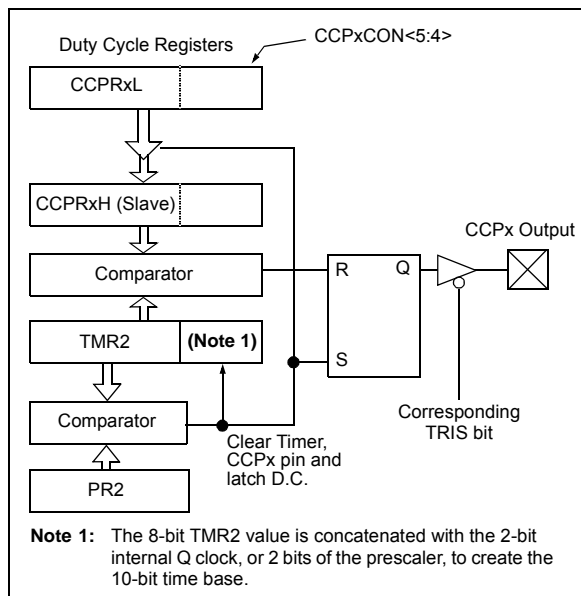 Duty Cycle Registers
CCPxCON<5:4>
CCPRxL
CCPRxH (Slave)
CCPx Output
Comparator
R
Q
TMR2
(Note 1)
S
Comparator
Clear Timer,
CCPx pin and
latch D.C.
Corresponding
TRIS bit
PR2
Note 1: The 8-bit TMR2 value is concatenated with the 2-bit
internal Q clock, or 2 bits of the prescaler, to create the
10-bit time base.